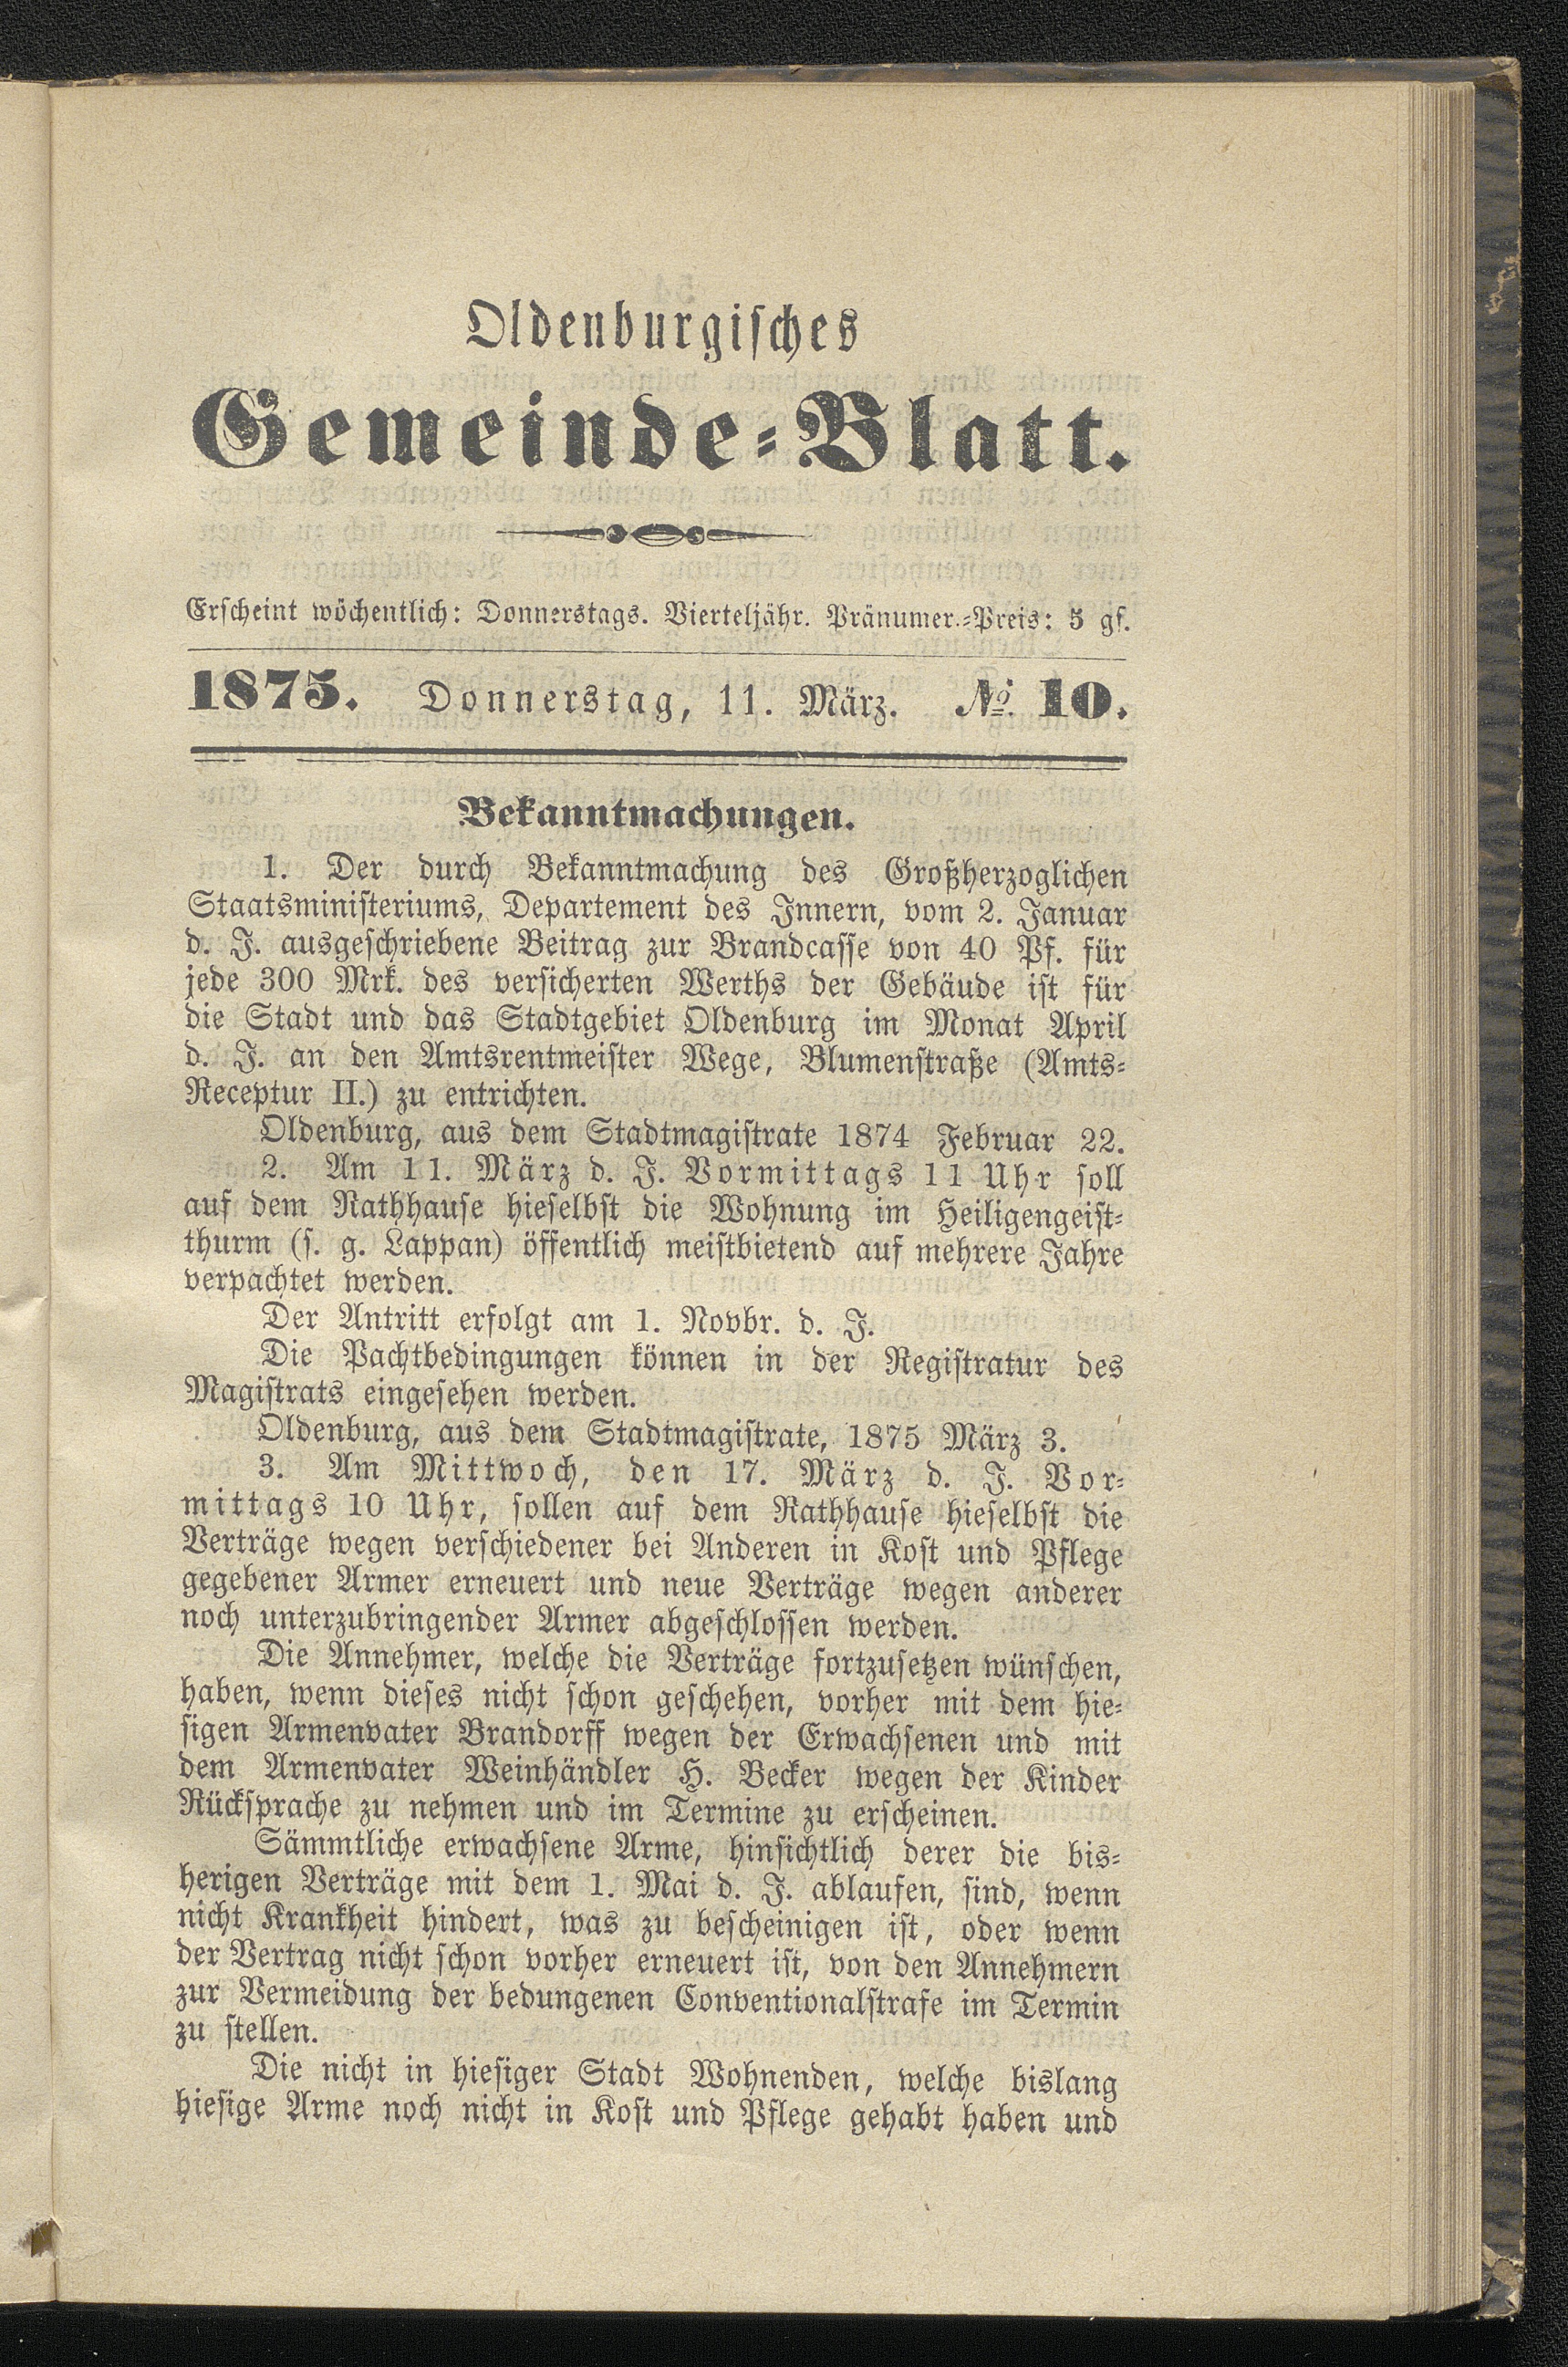 Oldenburgisches
Gemeinde-Blatt.
Erscheint wöchentlich: Donnerstags. Vierteljähr. Pränumer.-Preis: 5 gs.
1875. Donnerstag, 11. März. No. 10.
Bekanntmachungen.
1. Der durch Bekanntmachung des Großherzoglichen
Staatsministeriums, Departement des Innern, vom 2. Januar
d. J. ausgeschriebene Beitrag zur Brandcasse von 40 Pf. für
jede 300 Mrk. des versicherten Werths der Gebäude ist für
die Stadt und das Stadtgebiet Oldenburg im Monat April
d. J. an den Amtsrentmeister Wege, Blumenstraße (Amts-
Receptur II.) zu entrichten.
Oldenburg, aus dem Stadtmagistrate 1874 Februar 22.
2. Am 11. März d. J. Vormittags 11 Uhr soll
auf dem Rathhause hieselbst die Wohnung im Heiligengeist-
thurm (s. g. Lappan) öffentlich meistbietend auf mehrere Jahre
verpachtet werden.
Der Antritt erfolgt am 1. Novbr. d. J.
Die Pachtbedingungen können in der Registratur des
Magistrats eingesehen werden.
Oldenburg, aus dem Stadtmagistrate, 1875 März 3.
3. Am Mittwoch, den 17. März d. J. Vor-
mittags 10 Uhr, sollen auf dem Rathhause hieselbst die
Verträge wegen verschiedener bei Anderen in Kost und Pflege
gegebener Armer erneuert und neue Verträge wegen anderer
noch unterzubringender Armer abgeschlossen werden.
Die Annehmer, welche die Verträge fortzusetzen wünschen,
haben, wenn dieses nicht schon geschehen, vorher mit dem hie-
sigen Armenvater Brandorff wegen der Erwachsenen und mit
dem Armenvater Weinhändler H. Becker wegen der Kinder
Rücksprache zu nehmen und im Termine zu erscheinen.
Sämmtliche erwachsene Arme, hinsichtlich derer die bis-
herigen Verträge mit dem 1. Mai d. J. ablaufen, sind, wenn
nicht Krankheit hindert, was zu bescheinigen ist, oder wenn
der Vertrag nicht schon vorher erneuert ist, von den Annehmern
zur Vermeidung der bedungenen Conventionalstrafe im Termin
zu stellen.
Die nicht in hiesiger Stadt Wohnenden, welche bislang
hiesige Arme noch nicht in Kost und Pflege gehabt haben und